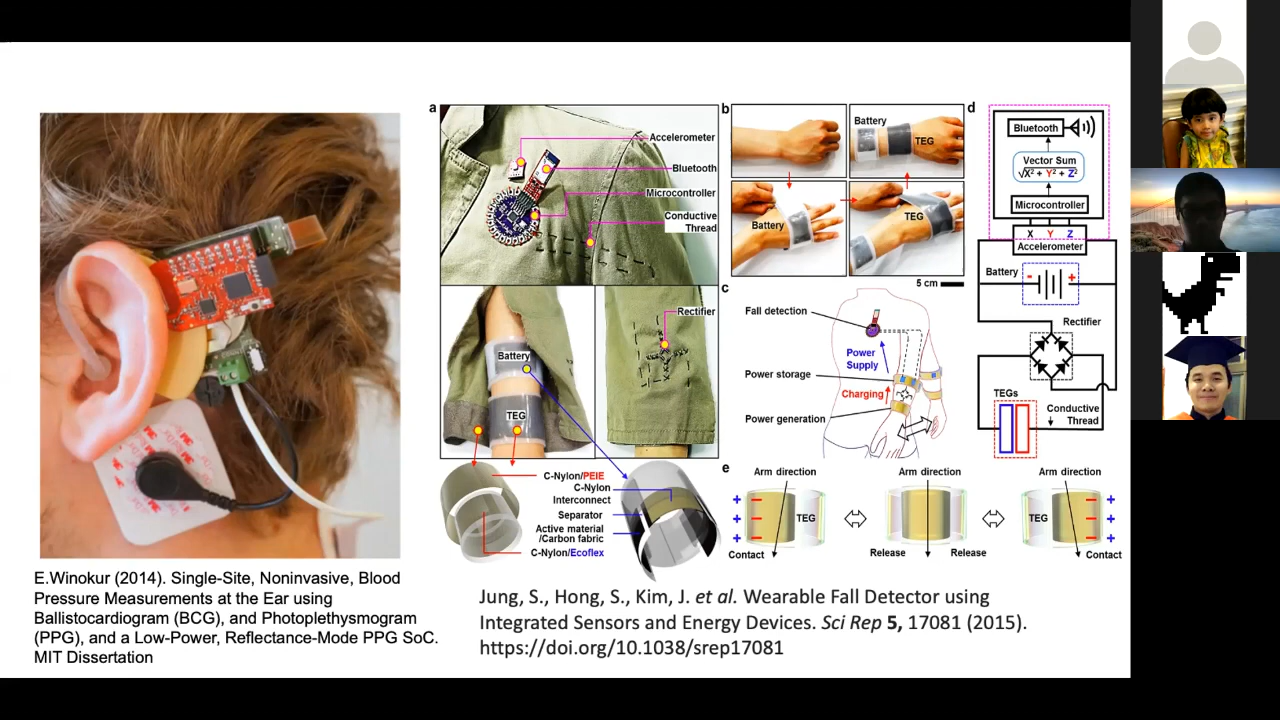 a
Accelerometer
Bluetooth
Microcontroller
Conductive
Thread
Battery
TEG
Rectifier
C-Nylon/PEIE
C-Nylon
Interconnect
Separator
Active material
/Carbon fabric
C-Nylon/Ecoflex
b
Battery
TEG
Battery
TEG
5 cm
c
Fall detection
Power
Supply
Power storage
Charging
Power generation
d
Bluetooth
Vector Sum
√X² + Y² + Z²
Microcontroller
X Y Z
Accelerometer
Battery
- +
Rectifier
TEGs
Conductive
Thread
e
Arm direction
Arm direction
Arm direction
+ −
+ − TEG
+ −
Contact
Release Release
− +
TEG − +
− +
Contact
E.Winokur (2014). Single-Site, Noninvasive, Blood
Pressure Measurements at the Ear using
Ballistocardiogram (BCG), and Photoplethysmogram
(PPG), and a Low-Power, Reflectance-Mode PPG SoC.
MIT Dissertation
Jung, S., Hong, S., Kim, J. et al. Wearable Fall Detector using
Integrated Sensors and Energy Devices. Sci Rep 5, 17081 (2015).
https://doi.org/10.1038/srep17081